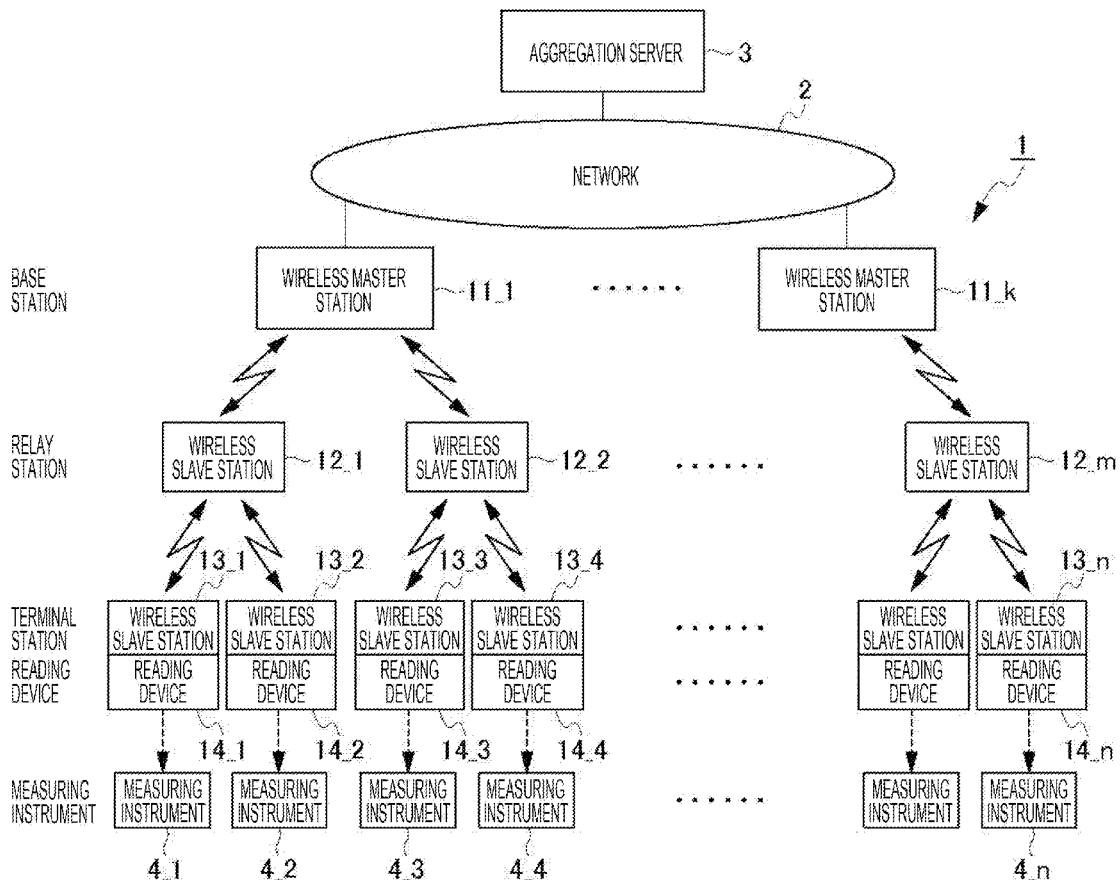 AGGREGATION SERVER
3
2
NETWORK
1
BASE
STATION
WIRELESS MASTER
STATION
11_1
......
WIRELESS MASTER
STATION
11_k
RELAY
STATION
WIRELESS
SLAVE STATION
12_1
WIRELESS
SLAVE STATION
12_2
......
WIRELESS
SLAVE STATION
12_m
13_1
13_2
13_3
13_4
13_n
TERMINAL
STATION
WIRELESS
SLAVE STATION
WIRELESS
SLAVE STATION
WIRELESS
SLAVE STATION
WIRELESS
SLAVE STATION
......
WIRELESS
SLAVE STATION
WIRELESS
SLAVE STATION
READING
DEVICE
READING
DEVICE
READING
DEVICE
READING
DEVICE
READING
DEVICE
......
READING
DEVICE
READING
DEVICE
14_1
14_2
14_3
14_4
14_n
MEASURING
INSTRUMENT
MEASURING
INSTRUMENT
MEASURING
INSTRUMENT
MEASURING
INSTRUMENT
MEASURING
INSTRUMENT
......
MEASURING
INSTRUMENT
MEASURING
INSTRUMENT
4_1
4_2
4_3
4_4
4_n